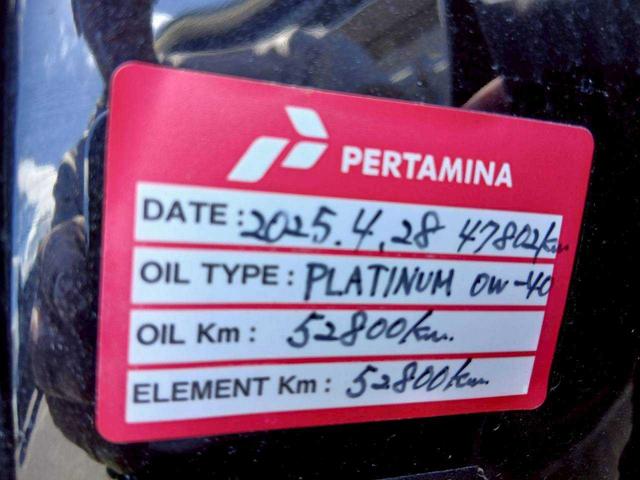 PERTAMINA
DATE : 2025.4.28 47802km
OIL TYPE : PLATINUM 0W-40
OIL Km : 52800km.
ELEMENT Km : 52800km.